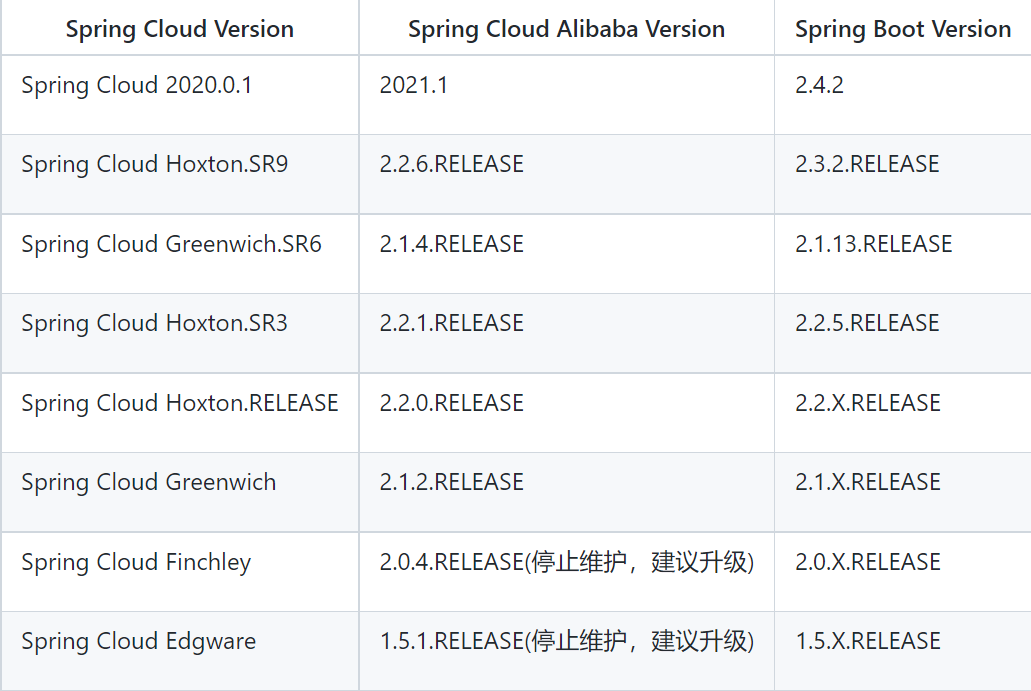 Spring Cloud Version Spring Cloud Alibaba Version Spring Boot Version
Spring Cloud 2020.0.1 2021.1 2.4.2
Spring Cloud Hoxton.SR9 2.2.6.RELEASE 2.3.2.RELEASE
Spring Cloud Greenwich.SR6 2.1.4.RELEASE 2.1.13.RELEASE
Spring Cloud Hoxton.SR3 2.2.1.RELEASE 2.2.5.RELEASE
Spring Cloud Hoxton.RELEASE 2.2.0.RELEASE 2.2.X.RELEASE
Spring Cloud Greenwich 2.1.2.RELEASE 2.1.X.RELEASE
Spring Cloud Finchley 2.0.4.RELEASE(停止维护，建议升级) 2.0.X.RELEASE
Spring Cloud Edgware 1.5.1.RELEASE(停止维护，建议升级) 1.5.X.RELEASE